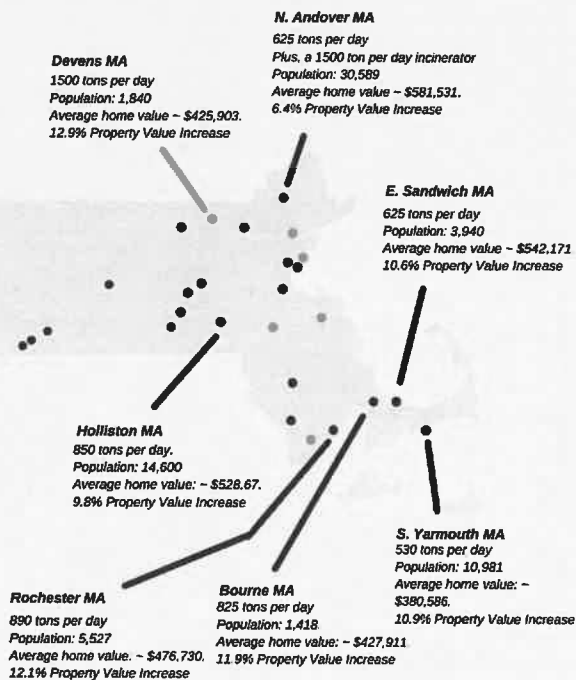 N. Andover MA
625 tons per day
Plus, a 1500 ton per day incinerator
Population: 30,589
Average home value ~ $581,531.
6.4% Property Value Increase
Devens MA
1500 tons per day
Population: 1,840
Average home value ~ $425,903.
12.9% Property Value Increase
E. Sandwich MA
625 tons per day
Population: 3,940
Average home value ~ $542,171
10.6% Property Value Increase
Holliston MA
850 tons per day.
Population: 14,600
Average home value: ~ $528.67.
9.8% Property Value Increase
S. Yarmouth MA
530 tons per day
Population: 10,981
Average home value: ~
$380,586.
10.9% Property Value Increase
Rochester MA
890 tons per day
Population: 5,527
Average home value. ~ $476,730.
12.1% Property Value Increase
Bourne MA
825 tons per day
Population: 1,418.
Average home value: ~ $427,911
11.9% Property Value Increase